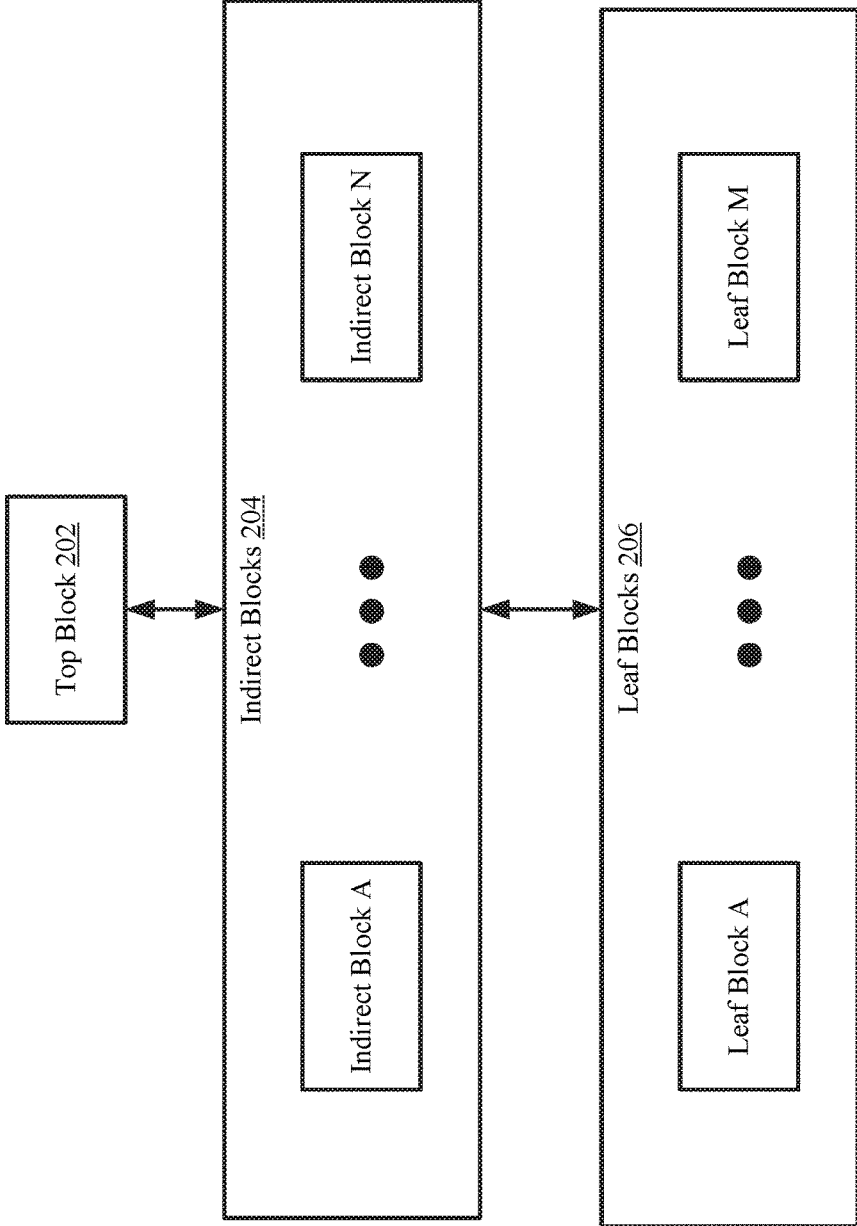 Top Block 202
Indirect Blocks 204
Indirect Block A
Indirect Block N
Leaf Blocks 206
Leaf Block A
Leaf Block M